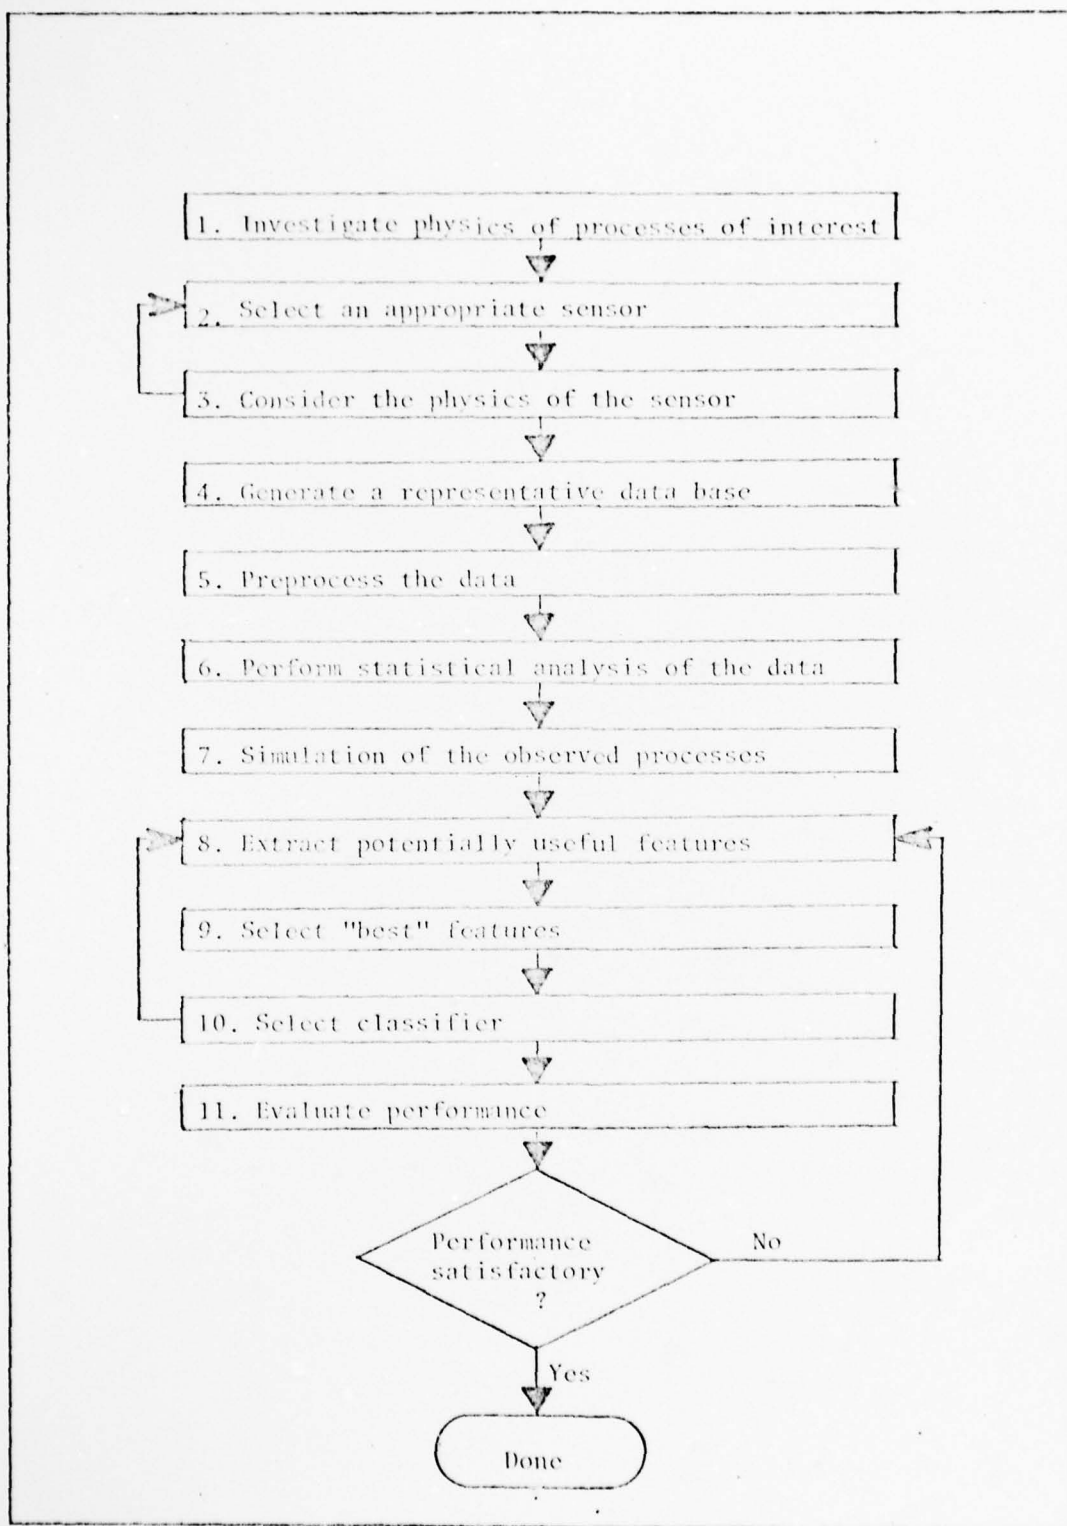 1. Investigate physics of processes of interest
2. Select an appropriate sensor
3. Consider the physics of the sensor
4. Generate a representative data base
5. Preprocess the data
6. Perform statistical analysis of the data
7. Simulation of the observed processes
8. Extract potentially useful features
9. Select "best" features
10. Select classifier
11. Evaluate performance
Performance
satisfactory
?
No
Yes
Done